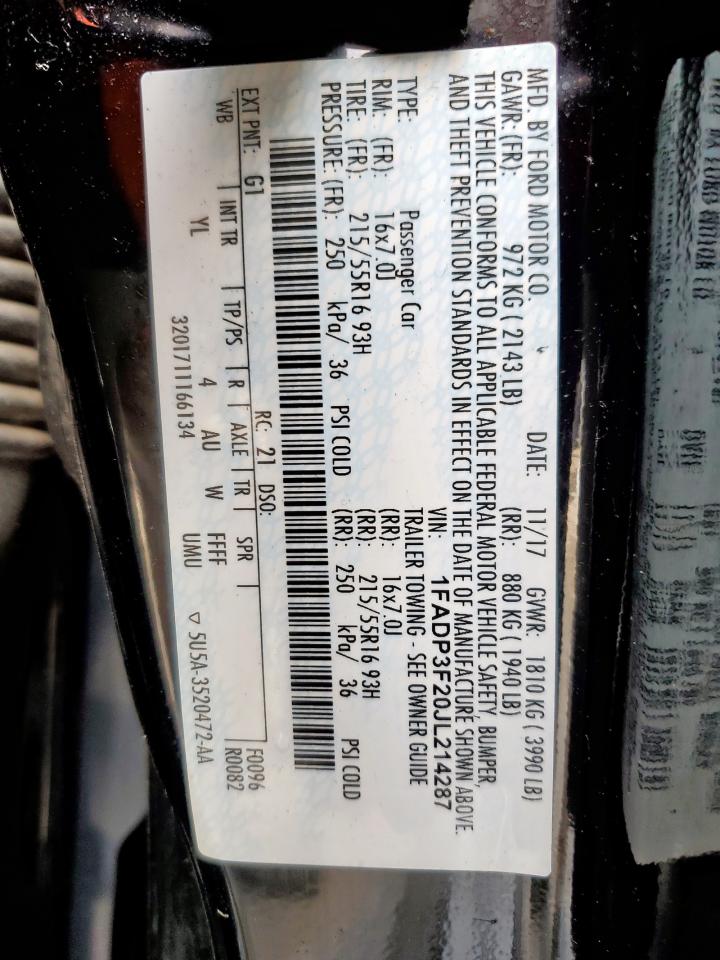 MFD. BY FORD MOTOR CO.
DATE: 11/17 GVWR: 1810 KG ( 3990 LB)
GAWR: (FR): 972 KG ( 2143 LB) (RR): 880 KG ( 1940 LB)
THIS VEHICLE CONFORMS TO ALL APPLICABLE FEDERAL MOTOR VEHICLE SAFETY, BUMPER,
AND THEFT PREVENTION STANDARDS IN EFFECT ON THE DATE OF MANUFACTURE SHOWN ABOVE.
VIN: 1FADP3F20JL214287
TYPE: Passenger Car TRAILER TOWING - SEE OWNER GUIDE
RIM: (FR): 16x7.0J (RR): 16x7.0J
TIRE: (FR): 215/55R16 93H (RR): 215/55R16 93H
PRESSURE: (FR): 250 kPa/ 36 PSI COLD (RR): 250 kPa/ 36 PSI COLD
RC: 21 DSO: F0096
EXT PNT: G1 R0082
WB | INT TR | TP/PS | R | AXLE | TR | SPR |
YL 4 AU W FFFF
3201711166134 UMU ▽ 5U5A-3520472-AA